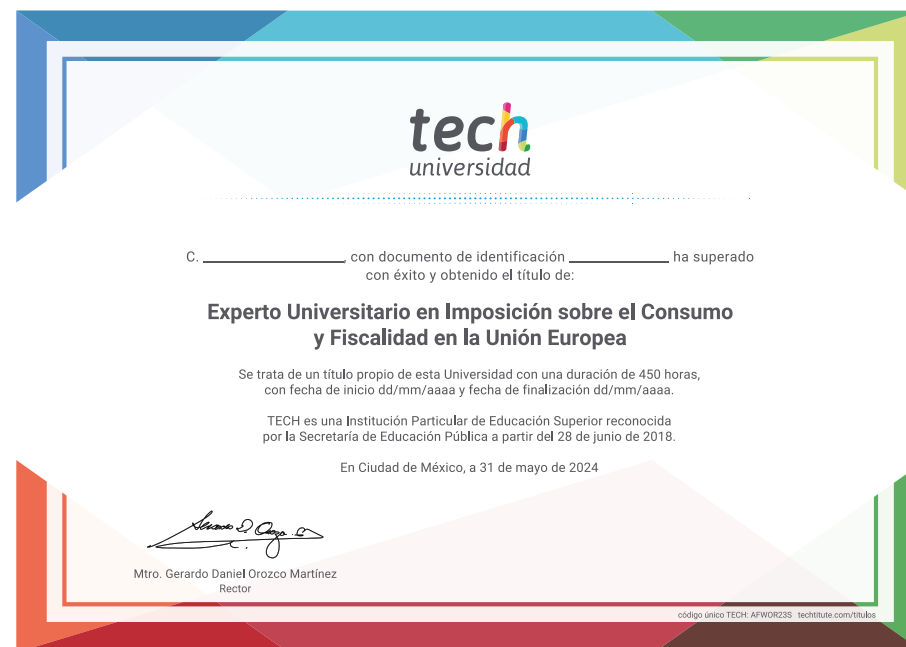 tech
universidad
C. ____________________, con documento de identificación ______________ ha superado
con éxito y obtenido el título de:
Experto Universitario en Imposición sobre el Consumo
y Fiscalidad en la Unión Europea
Se trata de un título propio de esta Universidad con una duración de 450 horas,
con fecha de inicio dd/mm/aaaa y fecha de finalización dd/mm/aaaa.
TECH es una Institución Particular de Educación Superior reconocida
por la Secretaría de Educación Pública a partir del 28 de junio de 2018.
En Ciudad de México, a 31 de mayo de 2024
Mtro. Gerardo Daniel Orozco Martínez
Rector
código único TECH: AFWOR23S techtitute.com/titulos